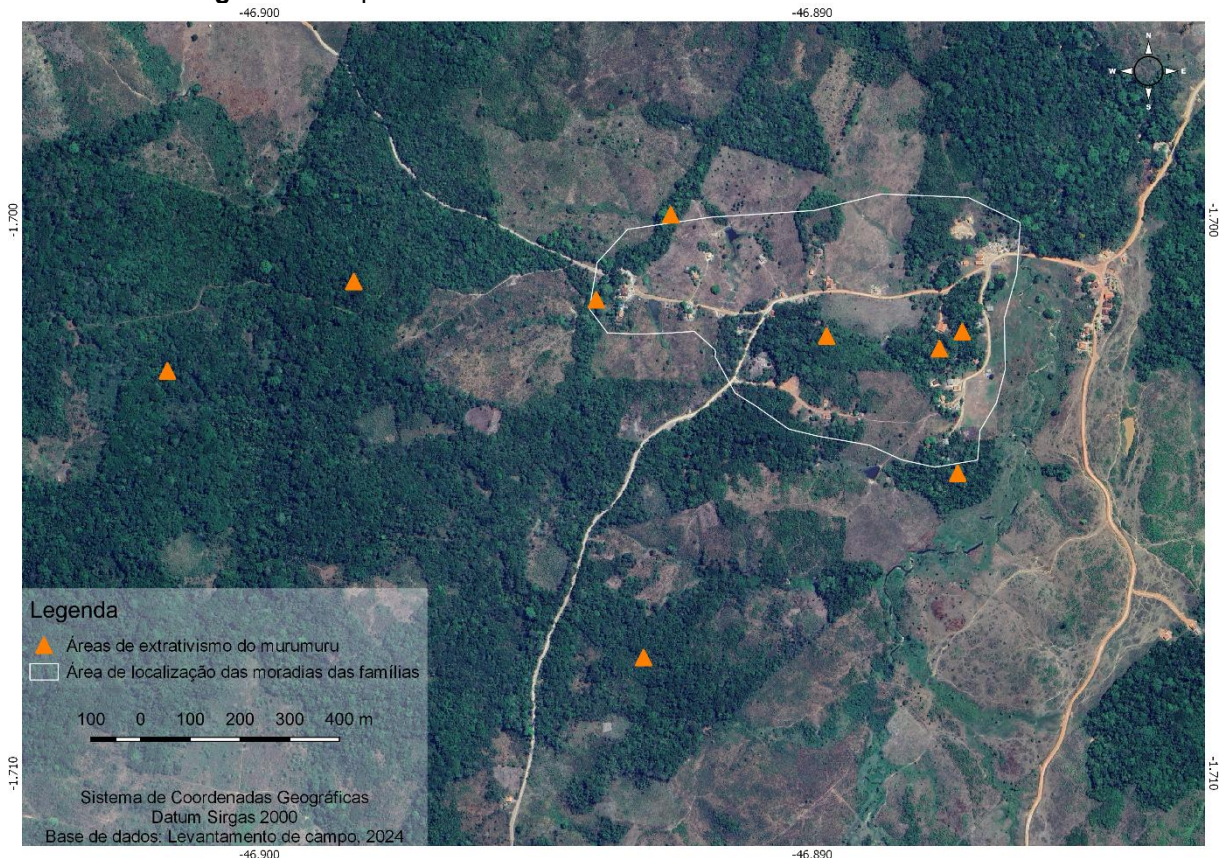 -46.900
-46.890
N
W
E
S
-1.700
-1.700
Legenda
Áreas de extrativismo do murumuru
Área de localização das moradias das famílias
100 0 100 200 300 400 m
Sistema de Coordenadas Geográficas
Datum Sirgas 2000
Base de dados: Levantamento de campo, 2024
-1.710
-1.710
-46.900
-46.890